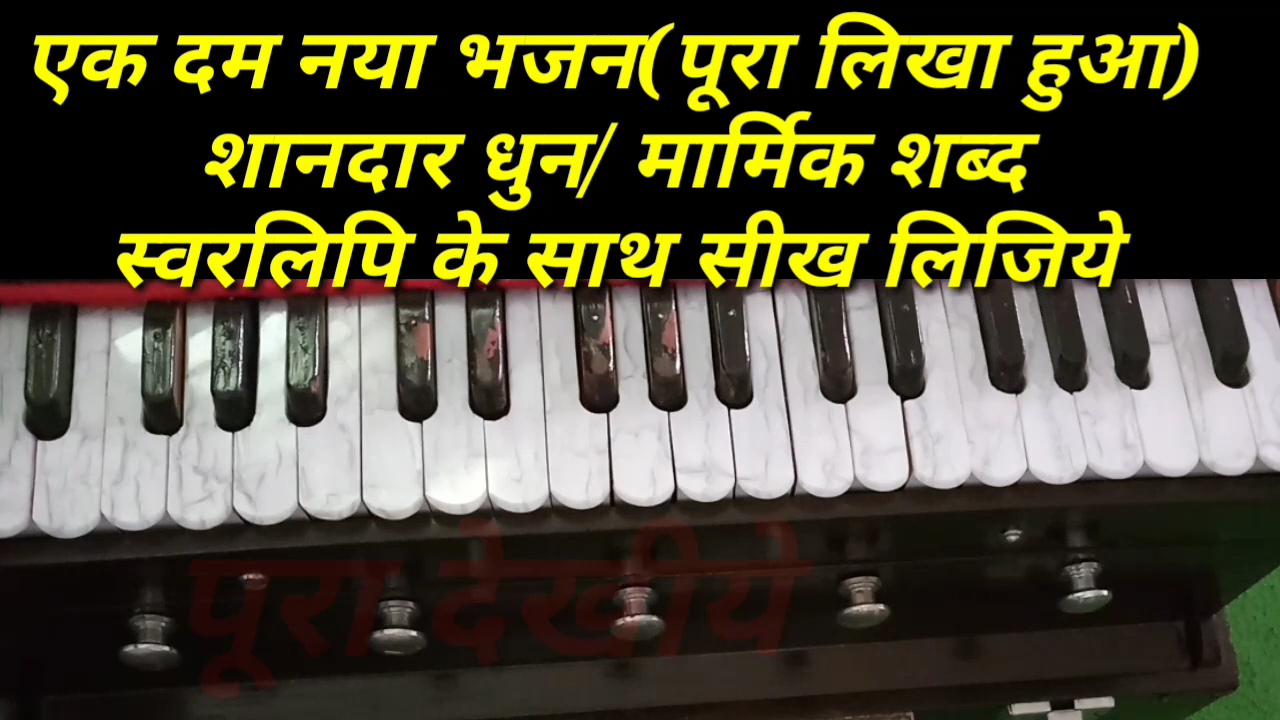 एक दम नया भजन(पूरा लिखा हुआ)
शानदार धुन/ मार्मिक शब्द
स्वरलिपि के साथ सीख लिजिये
पूरा देखीये